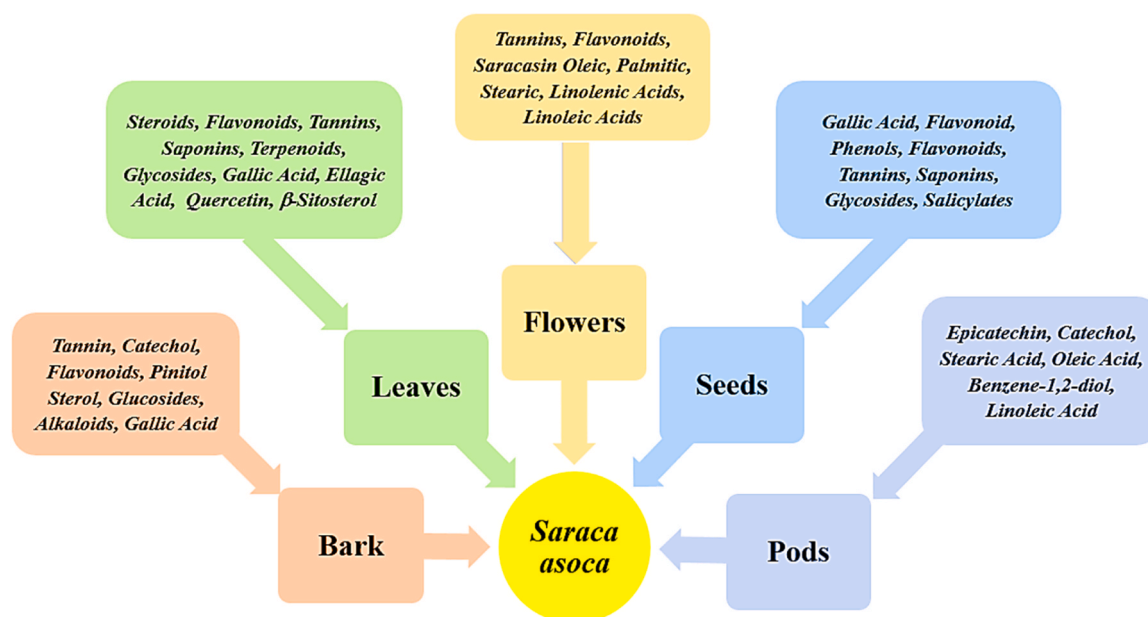 Tannins, Flavonoids,
Saracasin Oleic, Palmitic,
Stearic, Linolenic Acids,
Linoleic Acids
Steroids, Flavonoids, Tannins,
Saponins, Terpenoids,
Glycosides, Gallic Acid, Ellagic
Acid, Quercetin, β-Sitosterol
Gallic Acid, Flavonoid,
Phenols, Flavonoids,
Tannins, Saponins,
Glycosides, Salicylates
Tannin, Catechol,
Flavonoids, Pinitol
Sterol, Glucosides,
Alkaloids, Gallic Acid
Epicatechin, Catechol,
Stearic Acid, Oleic Acid,
Benzene-1,2-diol,
Linoleic Acid
Flowers
Leaves
Seeds
Bark
Saraca
asoca
Pods